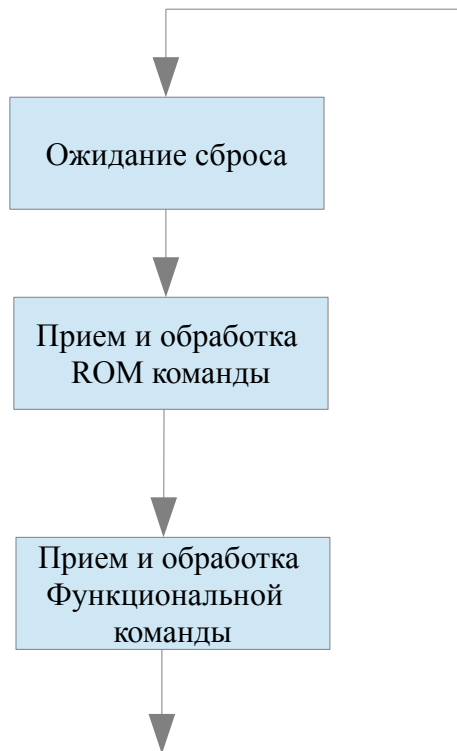 Ожидание сброса
Прием и обработка
ROM команды
Прием и обработка
Функциональной
команды